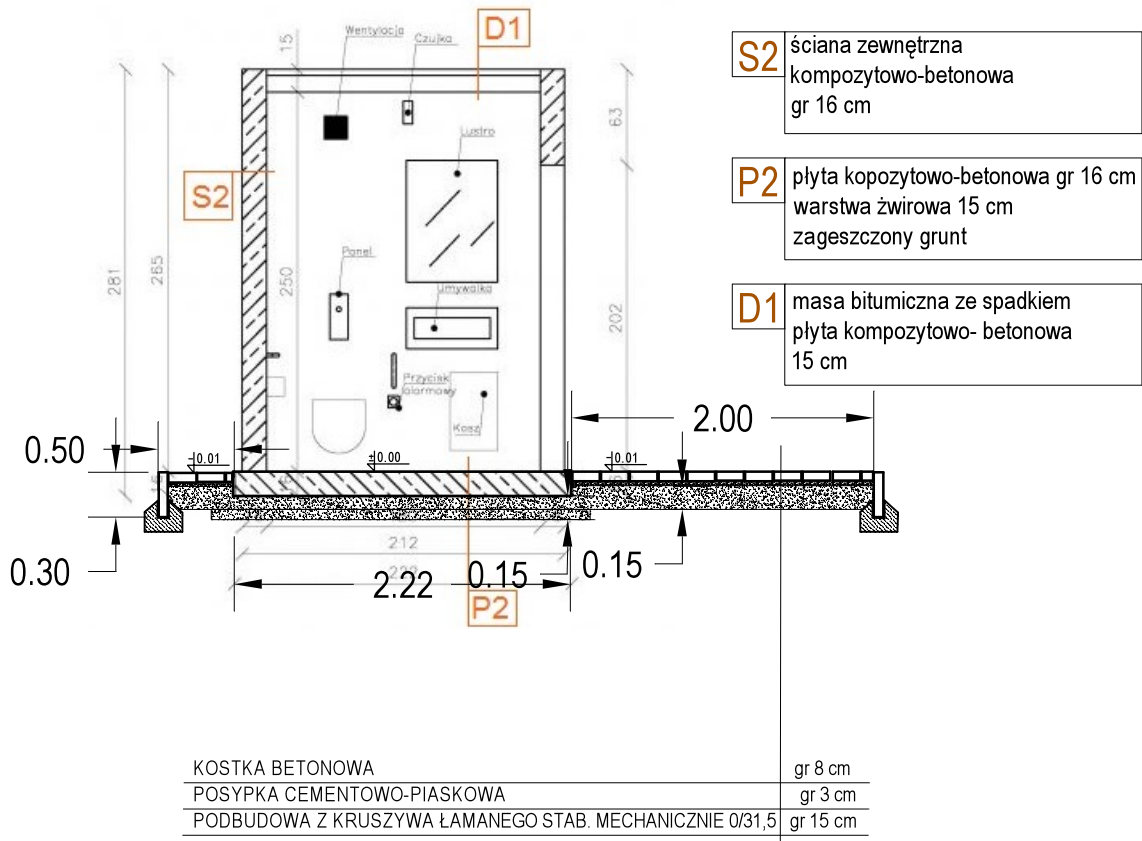 Wentylacja
Czujka
D1
15
S2
ściana zewnętrzna
kompozytowo-betonowa
gr 16 cm
63
Lustro
P2
płyta kopozytowo-betonowa gr 16 cm
warstwa żwirowa 15 cm
zageszczony grunt
S2
Panel
281
265
250
Umywalka
202
D1
masa bitumiczna ze spadkiem
płyta kompozytowo- betonowa
15 cm
Przycisk
alarmowy
Kosz
2.00
0.50
-0.01
±0.00
-0.01
212
0.30
2.22
0.15
0.15
P2
KOSTKA BETONOWA gr 8 cm
POSYPKA CEMENTOWO-PIASKOWA gr 3 cm
PODBUDOWA Z KRUSZYWA ŁAMANEGO STAB. MECHANICZNIE 0/31,5 gr 15 cm